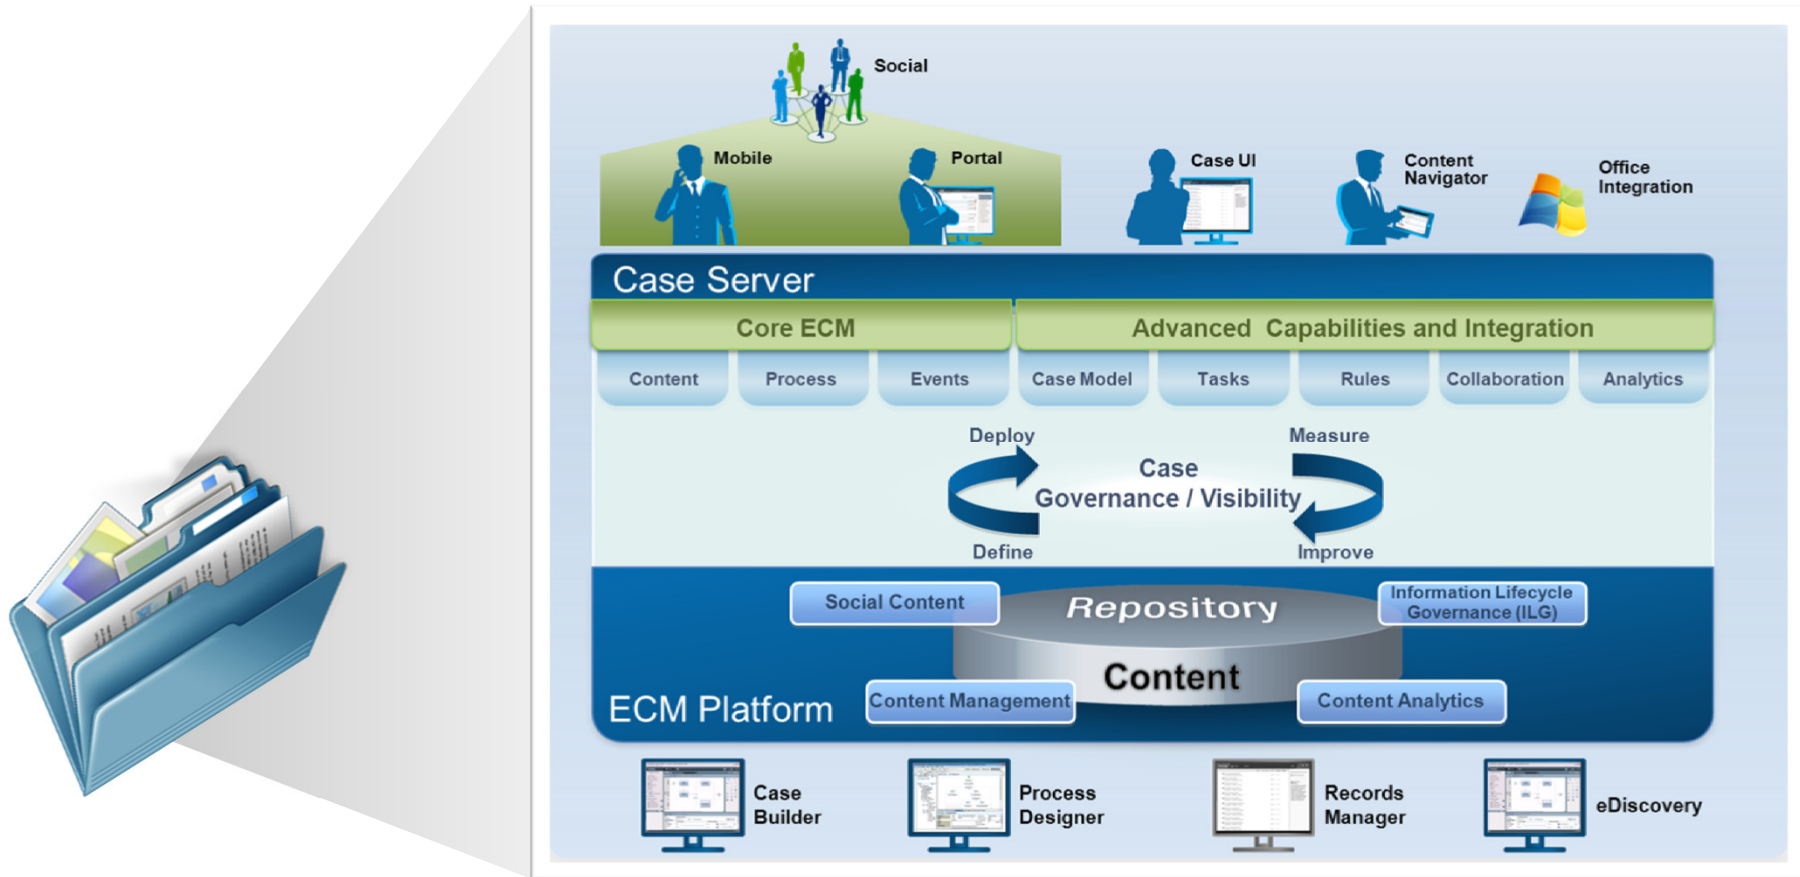 Social
Mobile
Portal
Case UI
Content
Navigator
Office
Integration
Case Server
Core ECM
Advanced Capabilities and Integration
Content
Process
Events
Case Model
Tasks
Rules
Collaboration
Analytics
Deploy
Measure
Case
Governance / Visibility
Define
Improve
Social Content
Repository
Information Lifecycle
Governance (ILG)
Content
Content Management
Content Analytics
ECM Platform
Case
Builder
Process
Designer
Records
Manager
eDiscovery